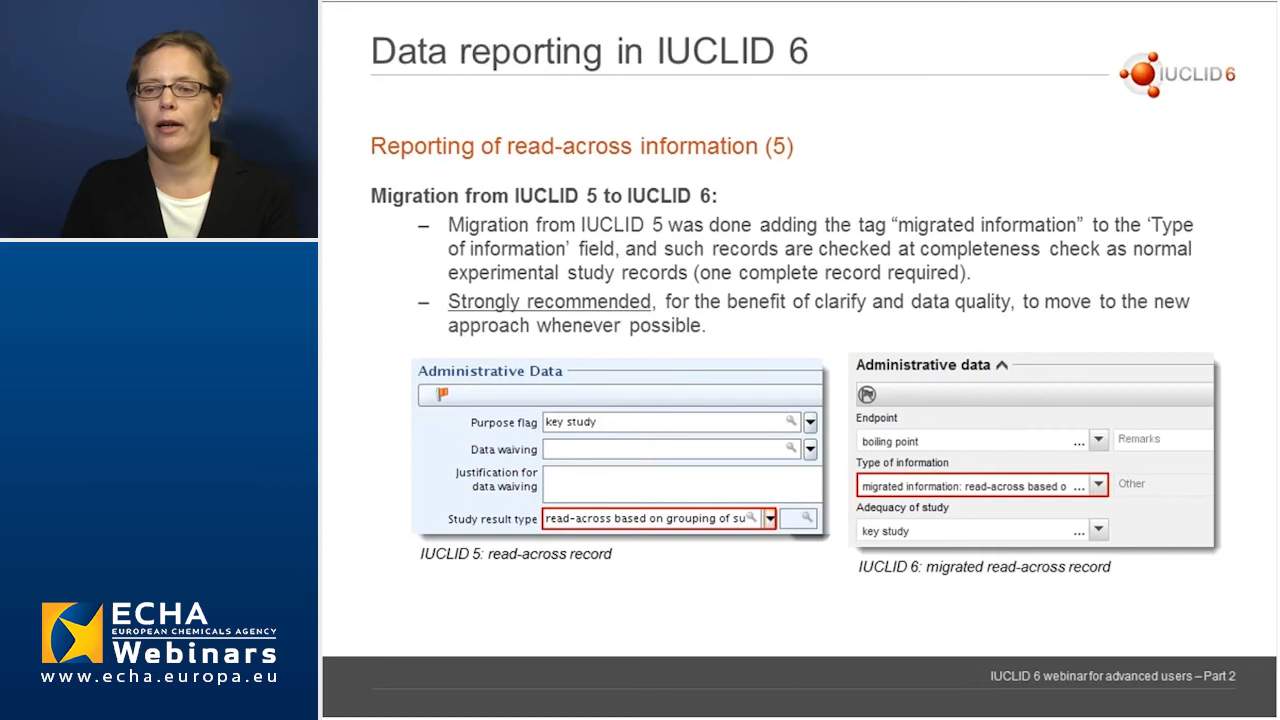 Data reporting in IUCLID 6
IUCLID 6
Reporting of read-across information (5)
Migration from IUCLID 5 to IUCLID 6:
– Migration from IUCLID 5 was done adding the tag “migrated information” to the ‘Type
of information’ field, and such records are checked at completeness check as normal
experimental study records (one complete record required).
– Strongly recommended, for the benefit of clarify and data quality, to move to the new
approach whenever possible.
Administrative Data
Purpose flag key study
Data waiving
Justification for
data waiving
Study result type read-across based on grouping of su
IUCLID 5: read-across record
Administrative data
Endpoint
boiling point ... Remarks
Type of information
migrated information: read-across based o ... Other
Adequacy of study
key study ...
IUCLID 6: migrated read-across record
ECHA
EUROPEAN CHEMICALS AGENCY
Webinars
www.echa.europa.eu
IUCLID 6 webinar for advanced users – Part 2